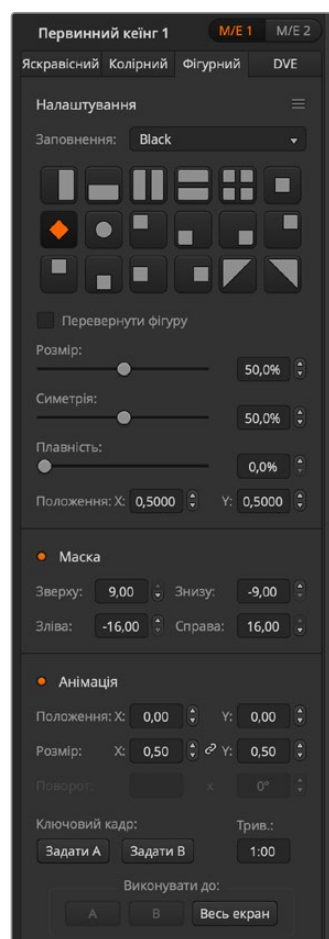 Первинний кеїнг 1 M/E 1 M/E 2
Яскравісний Колірний Фігурний DVE
Налаштування
Заповнення: Black
Перевернути фігуру
Розмір:
50,0%
Симетрія:
50,0%
Плавність:
0,0%
Положення: X: 0,5000 Y: 0,5000
Маска
Зверху: 9,00 Знизу: -9,00
Зліва: -16,00 Справа: 16,00
Анімація
Положення: X: 0,00 Y: 0,00
Розмір: X: 0,50 Y: 0,50
Поворот: x 0°
Ключовий кадр: Трив.:
Задати A Задати B 1:00
Виконувати до:
A B Весь екран